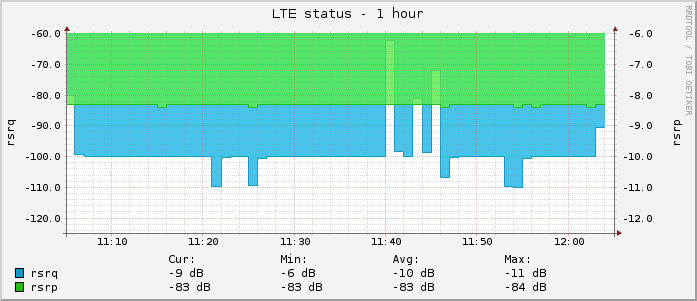 LTE status - 1 hour
RRDTOOL / TOBI OETIKER
-60.0 -6.0
-70.0 -7.0
-80.0 -8.0
-90.0 -9.0
-100.0 -10.0
-110.0 -11.0
-120.0 -12.0
rsrq
rsrp
11:10 11:20 11:30 11:40 11:50 12:00
Cur: Min: Avg: Max:
rsrq -9 dB -6 dB -10 dB -11 dB
rsrp -83 dB -83 dB -83 dB -84 dB